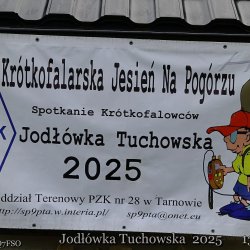 Krótkofalarska Jesień Na Pogórzu
Spotkanie Krótkofalowców
Jodłówka Tuchowska
K
2025
ddział Terenowy PZK nr 28 w Tarnowie
http://sp9pta.w.interia.pl/ sp9pta@onet.eu
Jodłówka Tuchowska 2025